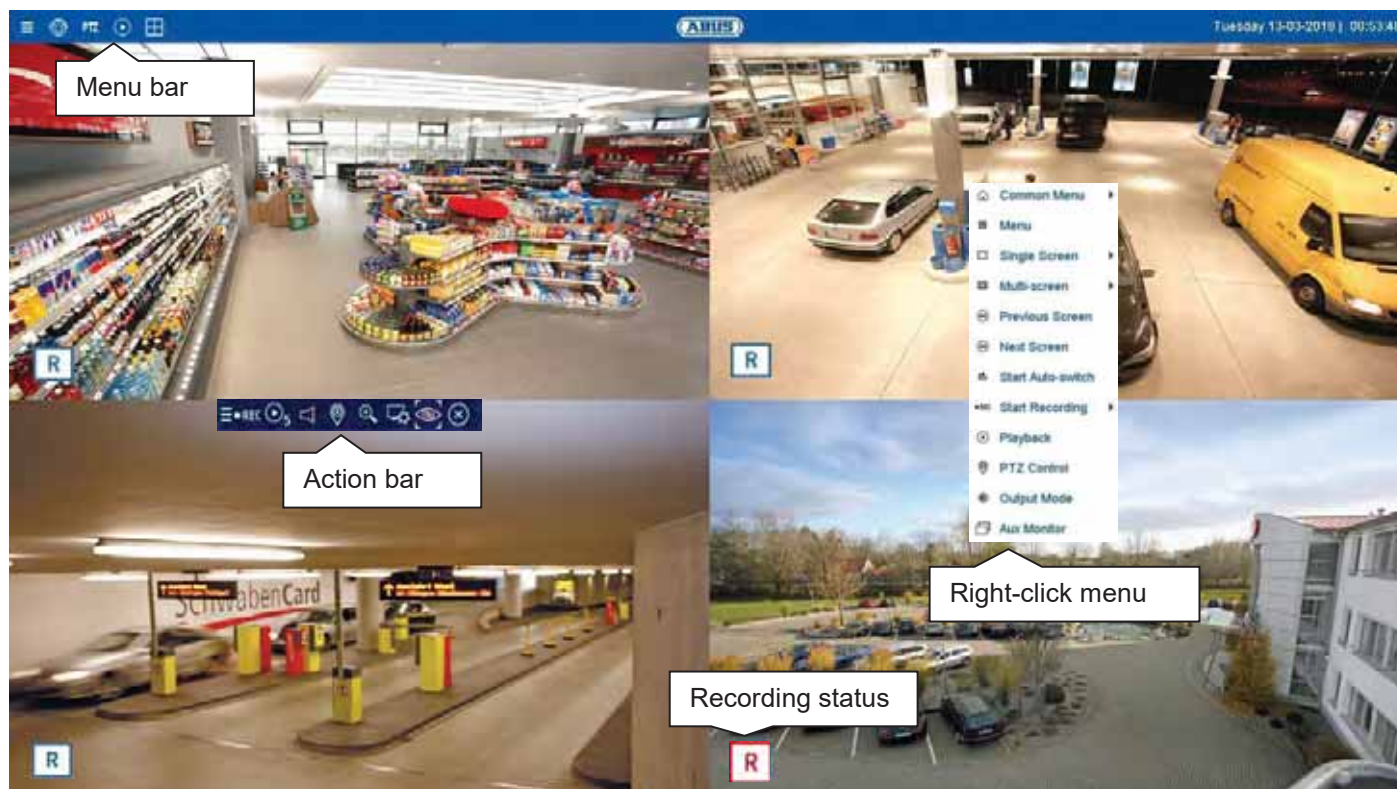 PTZ
ABUS
Tuesday 13-03-2018 | 00:53:4
Menu bar
Common Menu
Menu
Single Screen
Multi-screen
Previous Screen
Next Screen
Start Auto-switch
REC Start Recording
Playback
PTZ Control
Output Mode
Aux Monitor
R
R
REC 5
Action bar
Right-click menu
SchwabenCard
Recording status
R
R